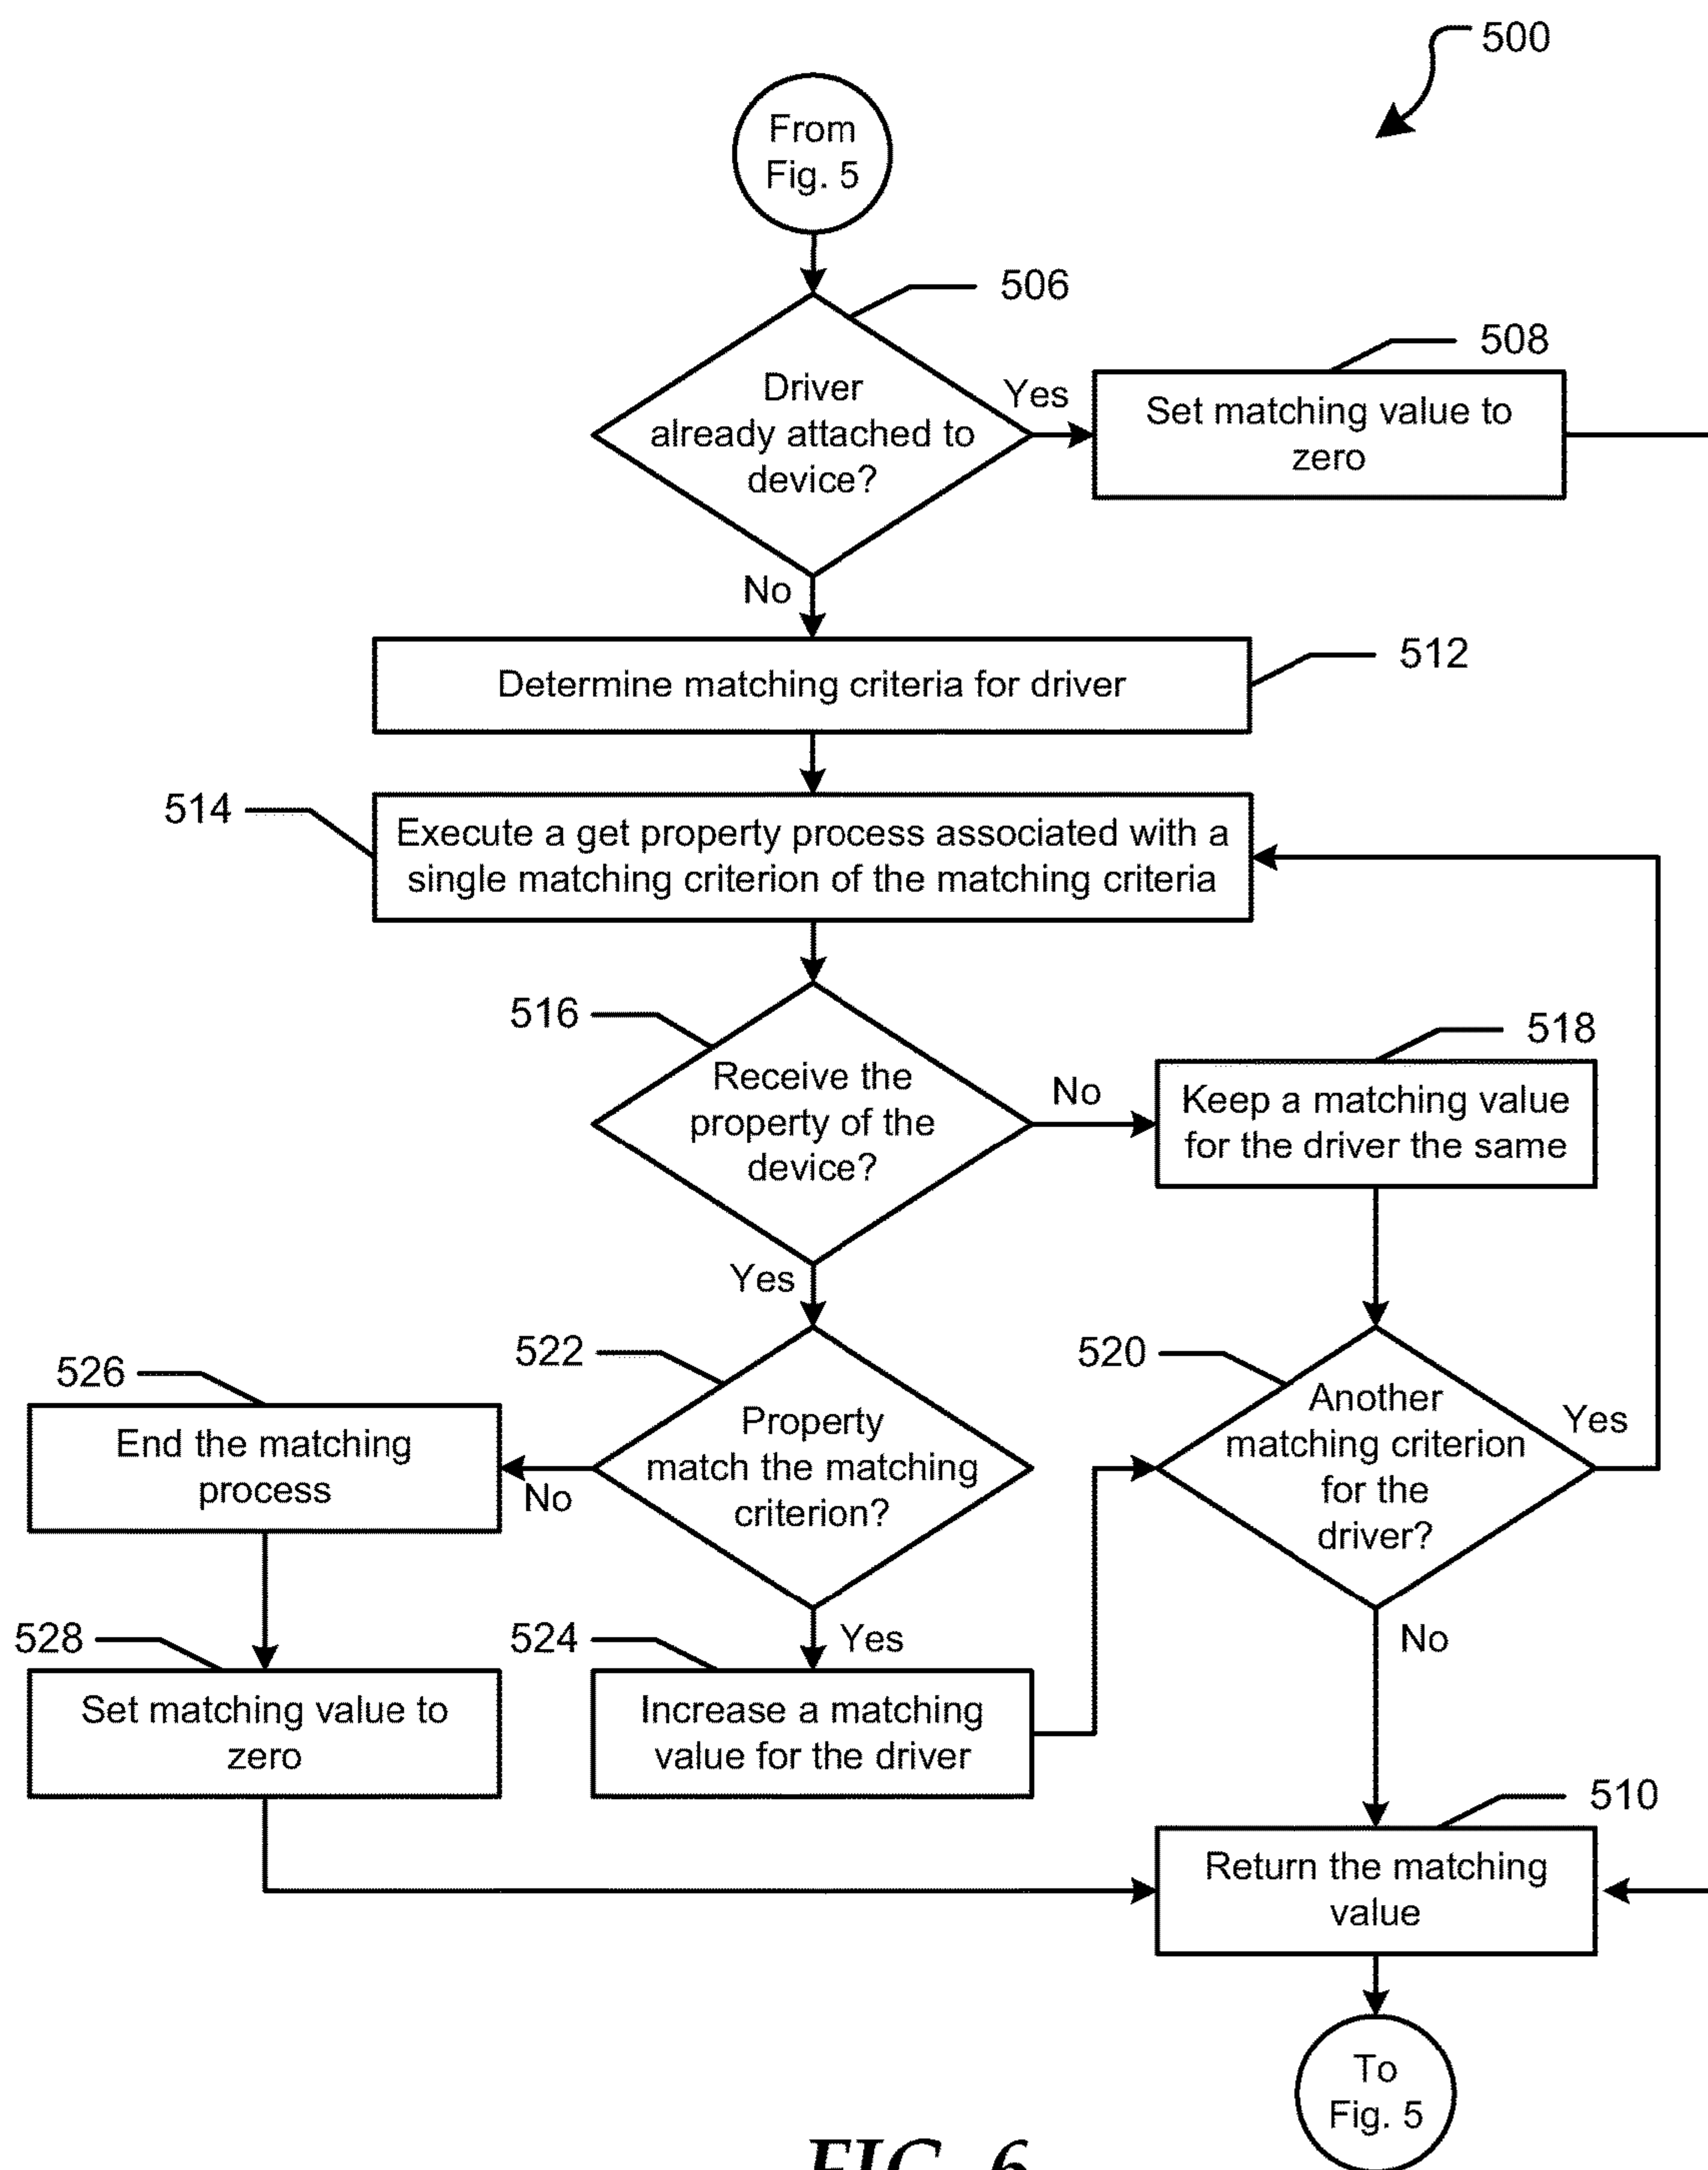 500
From
Fig. 5
506
508
Driver
already attached to
device?
Yes
Set matching value to
zero
No
512
Determine matching criteria for driver
514
Execute a get property process associated with a
single matching criterion of the matching criteria
516
518
Receive the
property of the
device?
No
Keep a matching value
for the driver the same
Yes
522
520
526
Property
match the matching
criterion?
Another
matching criterion
for the
driver?
Yes
End the matching
process
No
528
524
Yes
No
Set matching value to
zero
Increase a matching
value for the driver
510
Return the matching
value
To
Fig. 5
FIG. 6